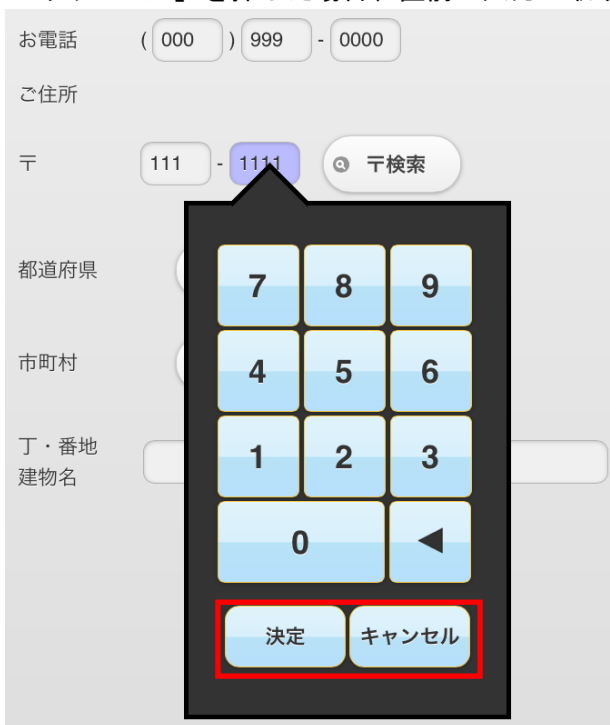 お電話 ( 000 ) 999 - 0000
ご住所
〒 111 - 1111 〒検索
都道府県
市町村
丁・番地
建物名
7 8 9
4 5 6
1 2 3
0 ◀
決定 キャンセル